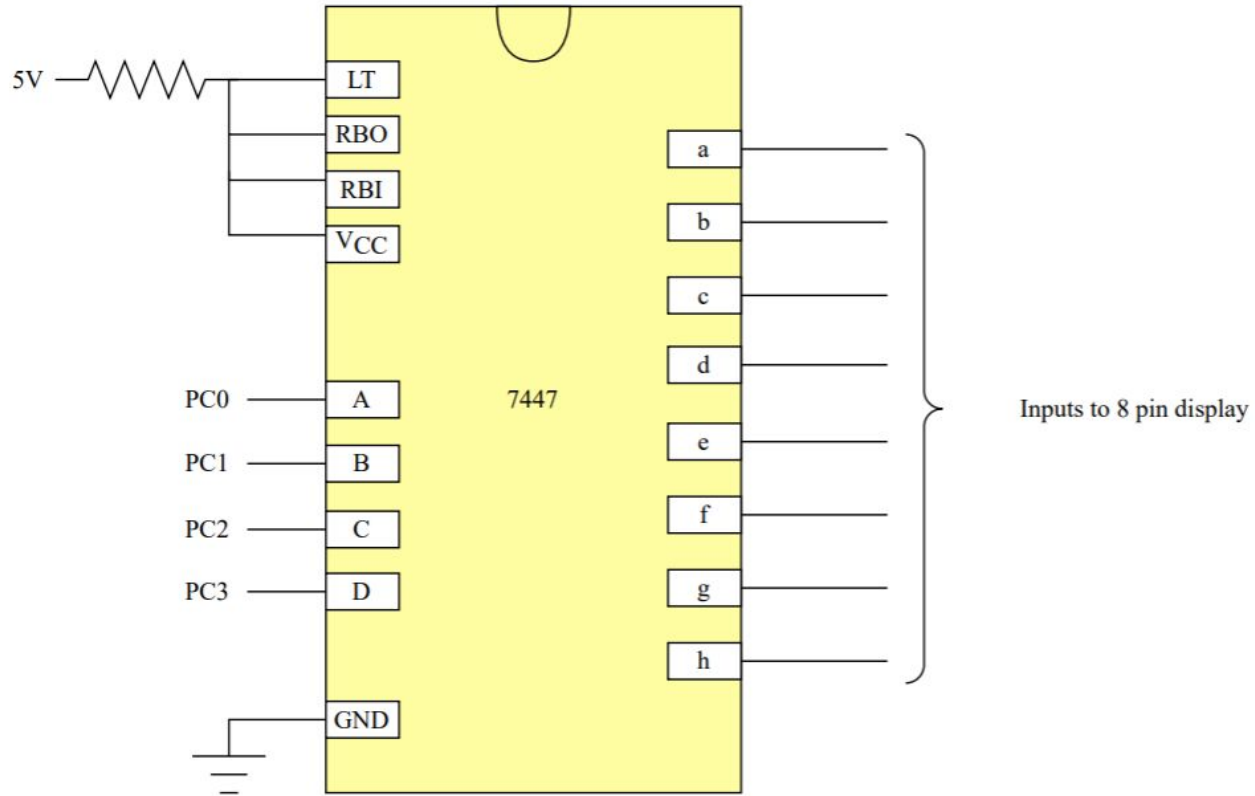 5V
LT
RBO
RBI
VCC
PC0
A
PC1
B
PC2
C
PC3
D
GND
7447
a
b
c
d
e
f
g
h
Inputs to 8 pin display